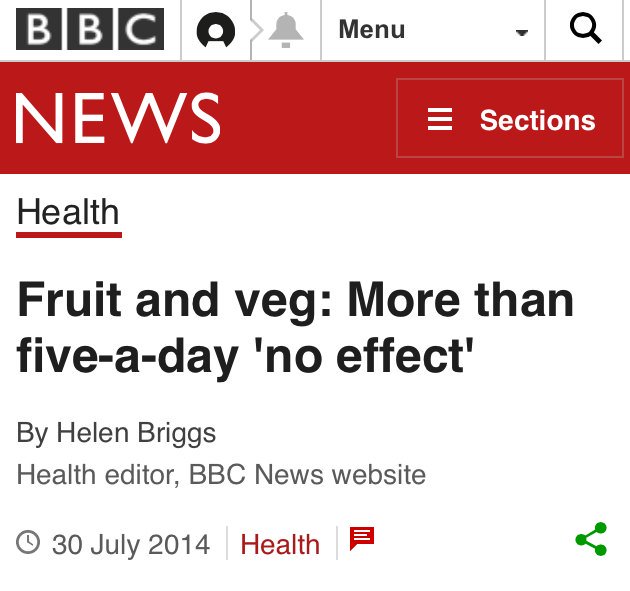 BBC
Menu
NEWS
Sections
Health
Fruit and veg: More than
five-a-day 'no effect'
By Helen Briggs
Health editor, BBC News website
30 July 2014 Health